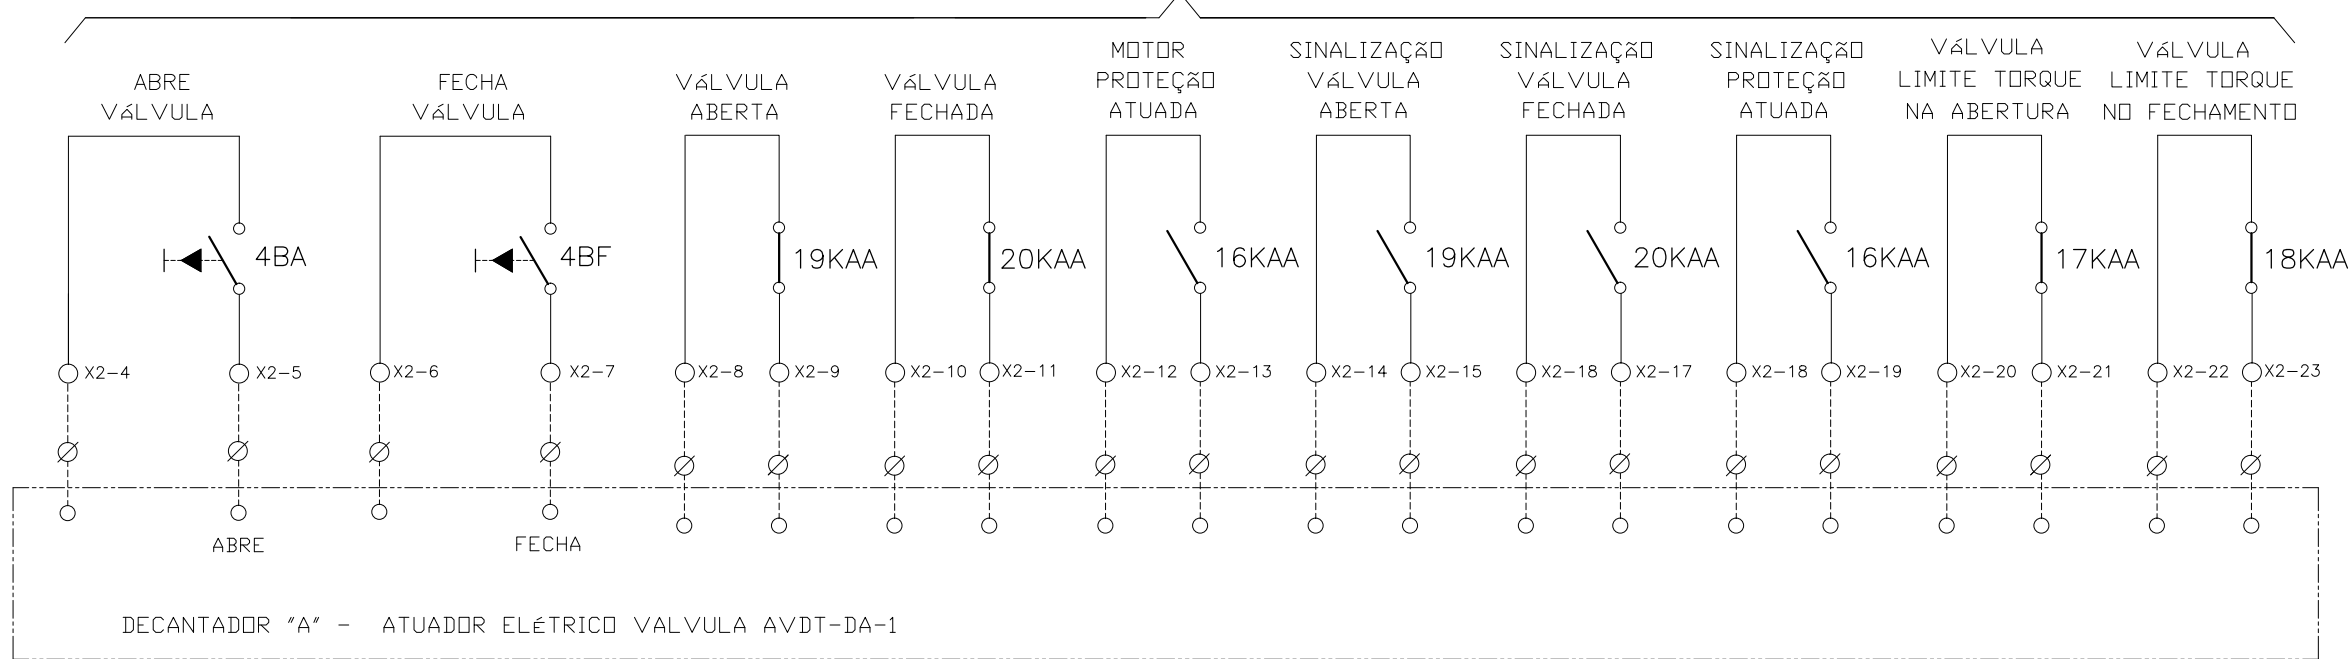 ABRE
VáLVULA
FECHA
VáLVULA
VáLVULA
ABERTA
VáLVULA
FECHADA
MOTOR
PROTEÇãO
ATUADA
SINALIZAÇãO
VáLVULA
ABERTA
SINALIZAÇãO
VáLVULA
FECHADA
SINALIZAÇãO
PROTEÇãO
ATUADA
VáLVULA
LIMITE TORQUE
NA ABERTURA
VáLVULA
LIMITE TORQUE
NO FECHAMENTO
4BA
4BF
19KAA
20KAA
16KAA
19KAA
20KAA
16KAA
17KAA
18KAA
X2-4
X2-5
X2-6
X2-7
X2-8
X2-9
X2-10
X2-11
X2-12
X2-13
X2-14
X2-15
X2-18
X2-17
X2-18
X2-19
X2-20
X2-21
X2-22
X2-23
ABRE
FECHA
DECANTADOR "A" - ATUADOR ELéTRICO VALVULA AVDT-DA-1